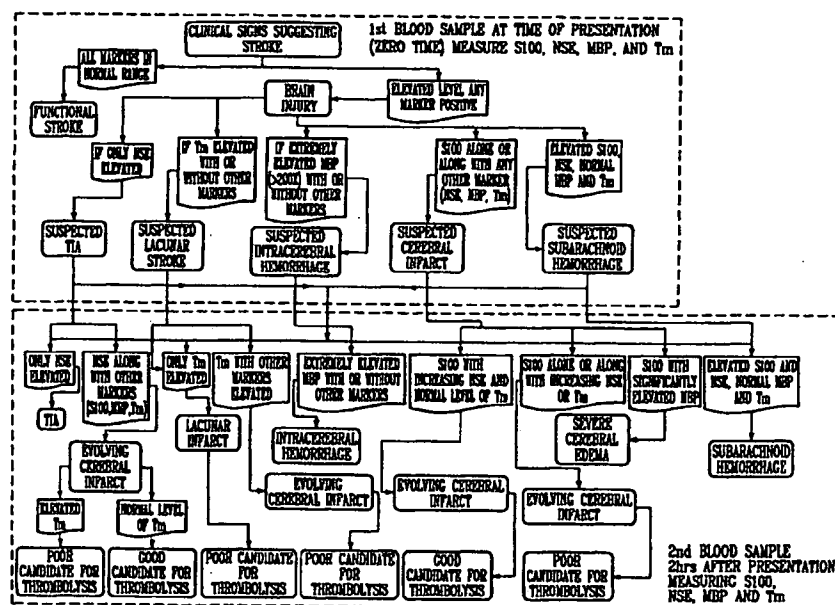 1st BLOOD SAMPLE AT TIME OF PRESENTATION
(ZERO TIME) MEASURE S100, NSE, MBP, AND Tm
CLINICAL SIGNS SUGGESTING
STROKE
ALL MARKERS IN
NORMAL RANGE
FUNCTIONAL
STROKE
BRAIN
INJURY
ELEVATED LEVEL ANY
MARKER POSITIVE
IF ONLY NSE
ELEVATED
IF Tm ELEVATED
WITH OR
WITHOUT OTHER
MARKERS
IF EXTREMELY
ELEVATED MBP
(>200X) WITH OR
WITHOUT OTHER
MARKERS
S100 ALONE OR
ALONG WITH ANY
OTHER MARKER
(NSE, MBP, Tm)
ELEVATED S100,
NSE, NORMAL
MBP AND Tm
SUSPECTED
TIA
SUSPECTED
LACUNAR
STROKE
SUSPECTED
INTRACEREBRAL
HEMORRHAGE
SUSPECTED
CEREBRAL
INFARCT
SUSPECTED
SUBARACHNOID
HEMORRHAGE
ONLY NSE
ELEVATED
NSE ALONG
WITH OTHER
MARKERS
(S100,MBP,Tm)
ONLY Tm
ELEVATED
Tm WITH OTHER
MARKERS
ELEVATED
EXTREMELY ELEVATED
MBP WITH OR WITHOUT
OTHER MARKERS
S100 WITH
INCREASING NSE AND
NORMAL LEVEL OF Tm
S100 ALONE OR ALONG
WITH INCREASING NSE
OR Tm
S100 WITH
SIGNIFICANTLY
ELEVATED MBP
ELEVATED S100 AND
NSE, NORMAL MBP
AND Tm
TIA
LACUNAR
INFARCT
INTRACEREBRAL
HEMORRHAGE
SEVERE
CEREBRAL
EDEMA
SUBARACHNOID
HEMORRHAGE
EVOLVING
CEREBRAL
INFARCT
EVOLVING
CEREBRAL INFARCT
EVOLVING CEREBRAL
INFARCT
EVOLVING CEREBRAL
INFARCT
ELEVATED
Tm
NORMAL LEVEL
OF Tm
POOR
CANDIDATE FOR
THROMBOLYSIS
GOOD
CANDIDATE FOR
THROMBOLYSIS
POOR CANDIDATE
FOR
THROMBOLYSIS
POOR CANDIDATE
FOR
THROMBOLYSIS
GOOD
CANDIDATE FOR
THROMBOLYSIS
POOR
CANDIDATE FOR
THROMBOLYSIS
2nd BLOOD SAMPLE
2hrs AFTER PRESENTATION
MEASURING S100,
NSE, MBP AND Tm